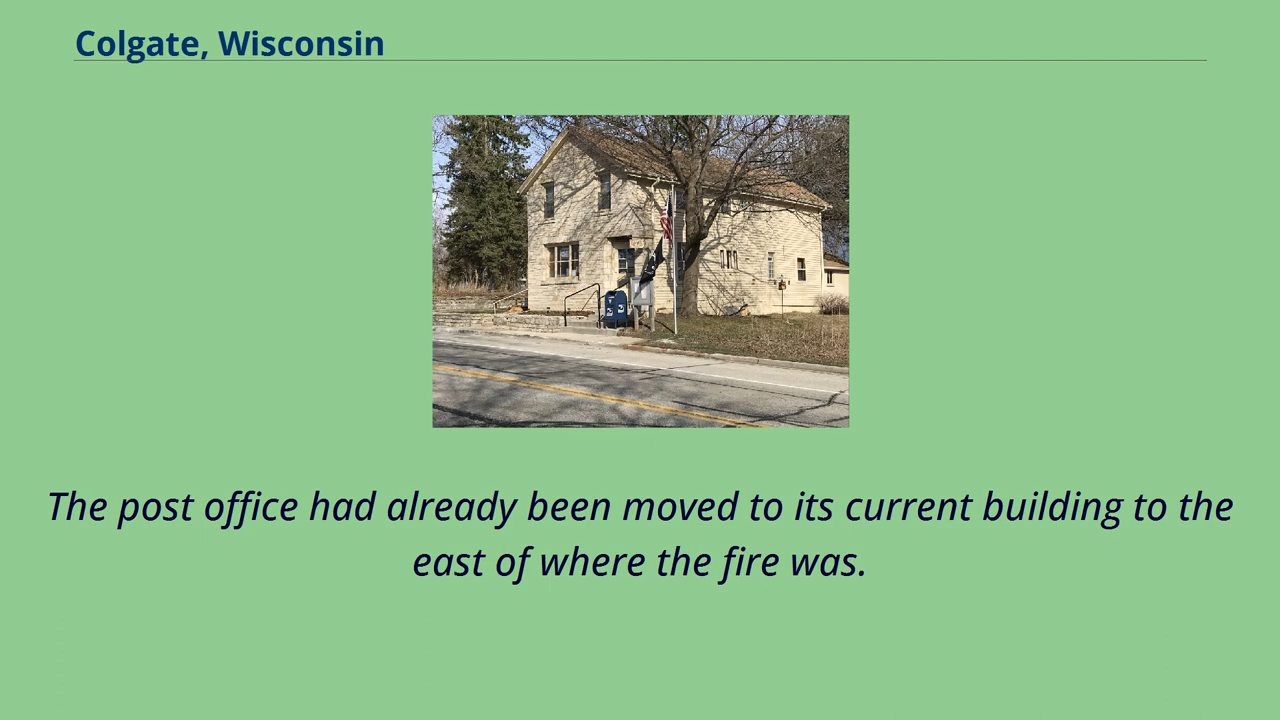 Colgate, Wisconsin
The post office had already been moved to its current building to the
east of where the fire was.